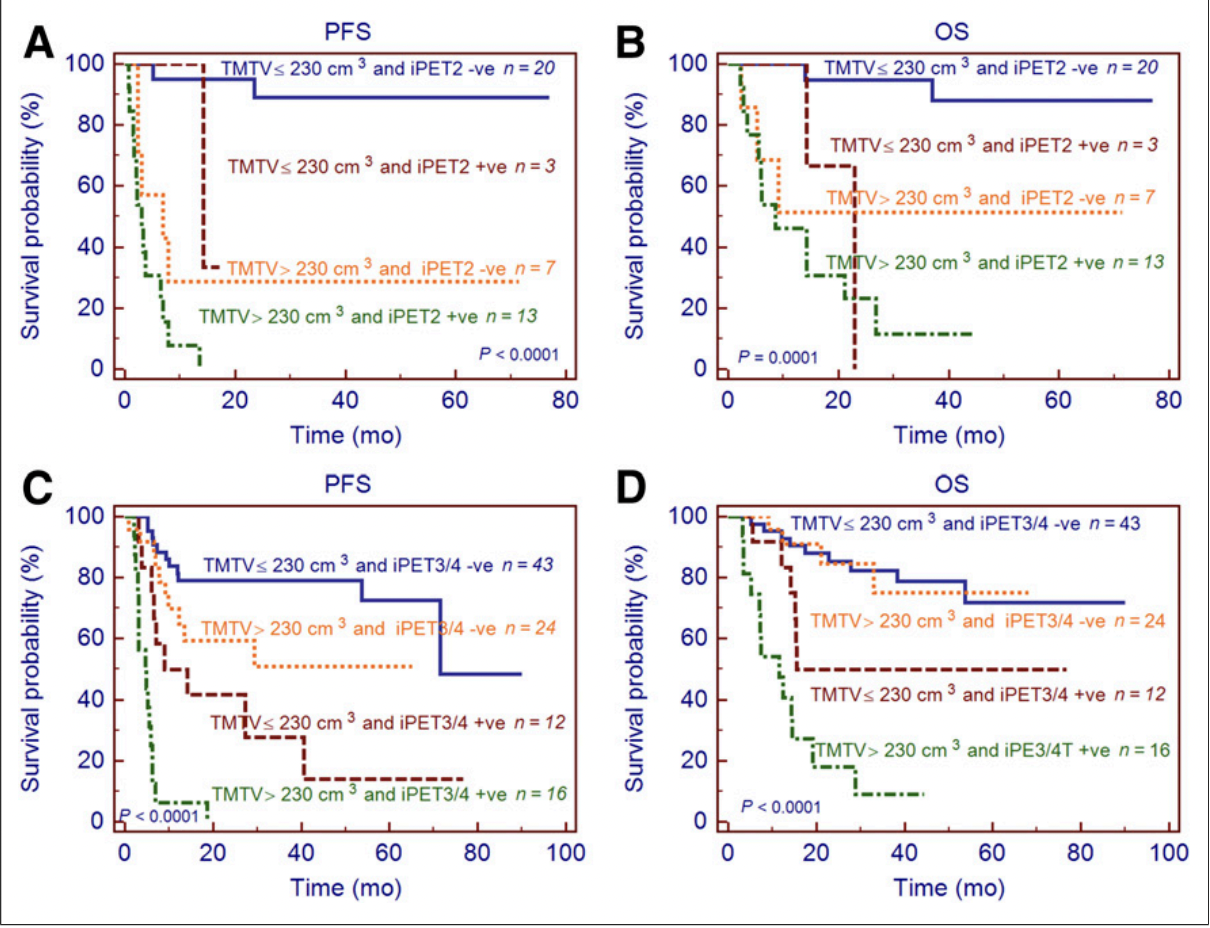 A
PFS
Survival probability (%)
100
80
60
40
20
0
TMTV ≤ 230 cm 3 and iPET2 -ve n = 20
TMTV ≤ 230 cm 3 and iPET2 +ve n = 3
TMTV > 230 cm 3 and iPET2 -ve n = 7
TMTV > 230 cm 3 and iPET2 +ve n = 13
P < 0.0001
0 20 40 60 80
Time (mo)
B
OS
Survival probability (%)
100
80
60
40
20
0
TMTV ≤ 230 cm 3 and iPET2 -ve n = 20
TMTV ≤ 230 cm 3 and iPET2 +ve n = 3
TMTV > 230 cm 3 and iPET2 -ve n = 7
TMTV > 230 cm 3 and iPET2 +ve n = 13
P = 0.0001
0 20 40 60 80
Time (mo)
C
PFS
Survival probability (%)
100
80
60
40
20
0
TMTV ≤ 230 cm 3 and iPET3/4 -ve n = 43
TMTV > 230 cm 3 and iPET3/4 -ve n = 24
TMTV ≤ 230 cm 3 and iPET3/4 +ve n = 12
TMTV > 230 cm 3 and iPET3/4 +ve n = 16
P < 0.0001
0 20 40 60 80 100
Time (mo)
D
OS
Survival probability (%)
100
80
60
40
20
0
TMTV ≤ 230 cm 3 and iPET3/4 -ve n = 43
TMTV > 230 cm 3 and iPET3/4 -ve n = 24
TMTV ≤ 230 cm 3 and iPET3/4 +ve n = 12
TMTV > 230 cm 3 and iPE3/4T +ve n = 16
P < 0.0001
0 20 40 60 80 100
Time (mo)